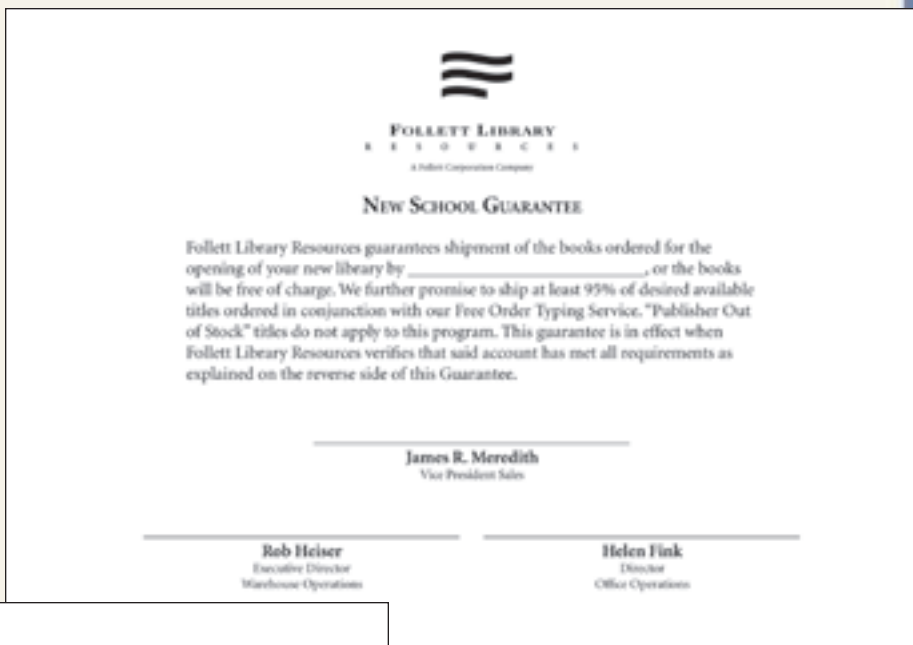 FOLLETT LIBRARY
RESOURCES
A Follett Corporation Company
NEW SCHOOL GUARANTEE
Follett Library Resources guarantees shipment of the books ordered for the
opening of your new library by ____________________, or the books
will be free of charge. We further promise to ship at least 95% of desired available
titles ordered in conjunction with our Free Order Typing Service. “Publisher Out
of Stock” titles do not apply to this program. This guarantee is in effect when
Follett Library Resources verifies that said account has met all requirements as
explained on the reverse side of this Guarantee.
James R. Meredith
Vice President Sales
Rob Heiser
Executive Director
Warehouse Operations
Helen Fink
Director
Office Operations